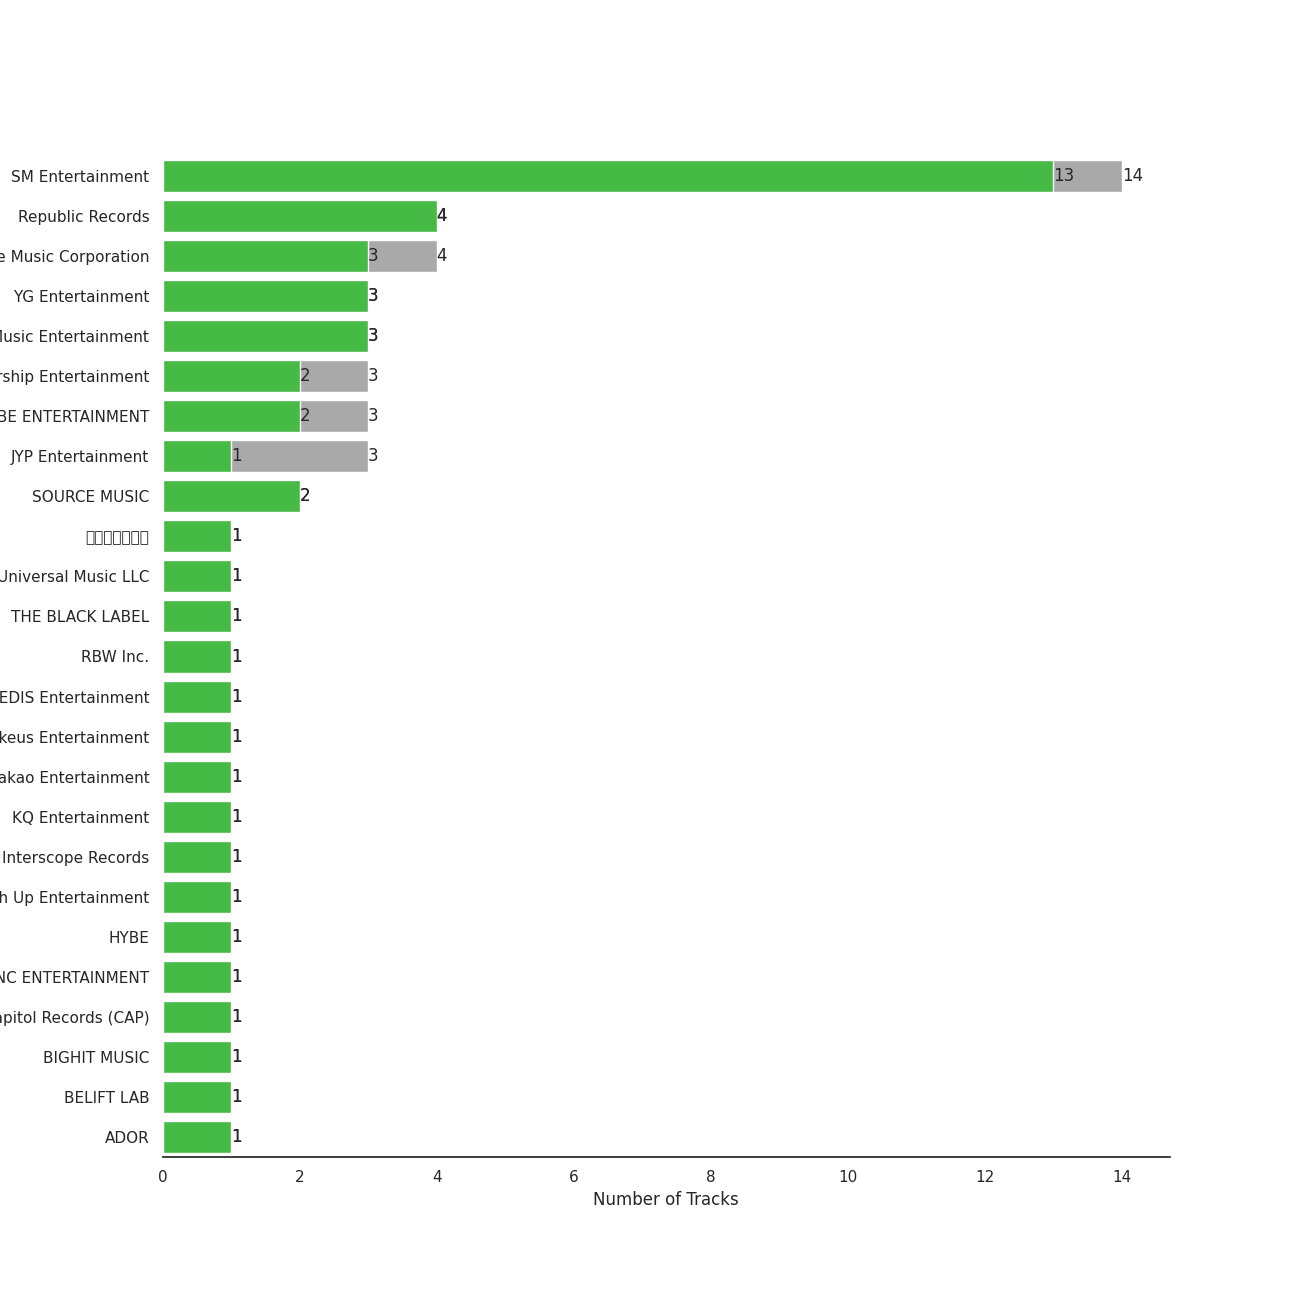 SM Entertainment 13 14
Republic Records 4
e Music Corporation 3 4
YG Entertainment 3
Music Entertainment 3
rship Entertainment 2 3
BE ENTERTAINMENT 2 3
JYP Entertainment 1 3
SOURCE MUSIC 2
1
Universal Music LLC 1
THE BLACK LABEL 1
RBW Inc. 1
EDIS Entertainment 1
keus Entertainment 1
akao Entertainment 1
KQ Entertainment 1
Interscope Records 1
h Up Entertainment 1
HYBE 1
NC ENTERTAINMENT 1
apitol Records (CAP) 1
BIGHIT MUSIC 1
BELIFT LAB 1
ADOR 1
0 2 4 6 8 10 12 14
Number of Tracks